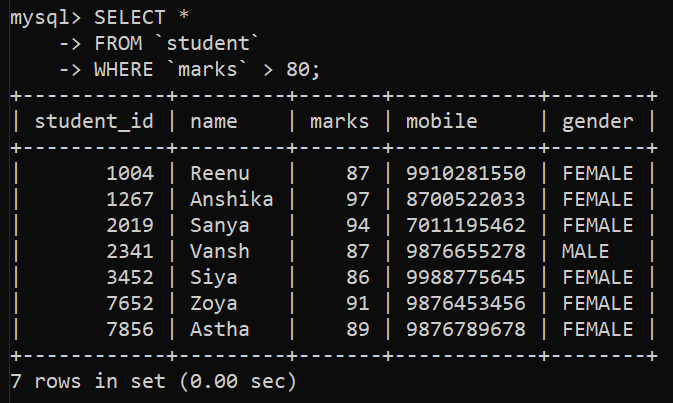 mysql> SELECT *
    -> FROM `student`
    -> WHERE `marks` > 80;
+------------+---------+-------+------------+--------+
| student_id | name    | marks | mobile     | gender |
+------------+---------+-------+------------+--------+
|       1004 | Reenu   |    87 | 9910281550 | FEMALE |
|       1267 | Anshika |    97 | 8700522033 | FEMALE |
|       2019 | Sanya   |    94 | 7011195462 | FEMALE |
|       2341 | Vansh   |    87 | 9876655278 | MALE   |
|       3452 | Siya    |    86 | 9988775645 | FEMALE |
|       7652 | Zoya    |    91 | 9876453456 | FEMALE |
|       7856 | Astha   |    89 | 9876789678 | FEMALE |
+------------+---------+-------+------------+--------+
7 rows in set (0.00 sec)